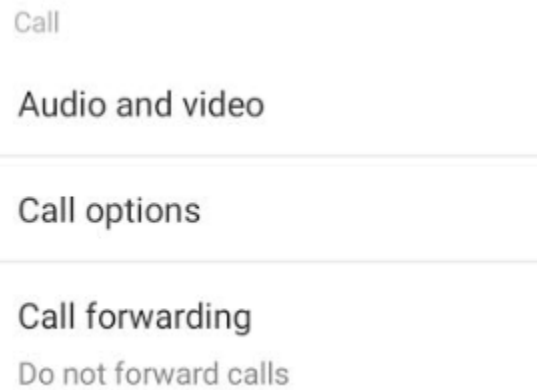 Call
Audio and video
Call options
Call forwarding
Do not forward calls